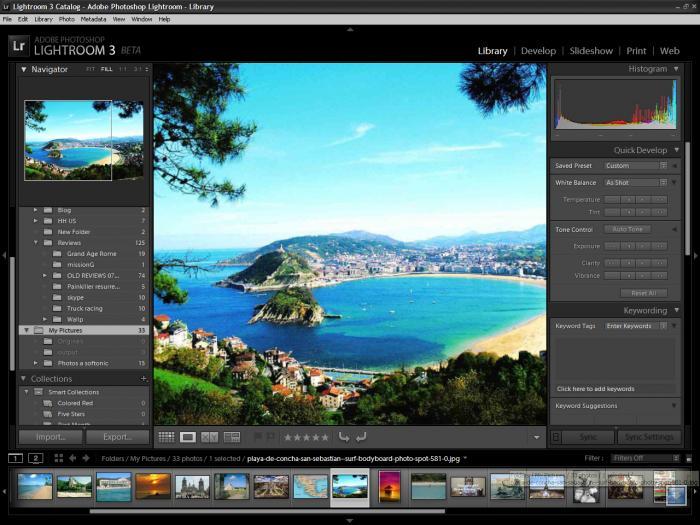 Lightroom 3 Catalog - Adobe Photoshop Lightroom - Library
File Edit Library Photo Metadata View Window Help
Lr ADOBE PHOTOSHOP
LIGHTROOM 3 BETA
Library | Develop | Slideshow | Print | Web
Navigator FIT FILL 1:1 3:1
Histogram
Quick Develop
Saved Preset Custom
White Balance As Shot
Temperature
Tint
Tone Control Auto Tone
Exposure
Clarity
Vibrance
Reset All
Keywording
Keyword Tags Enter Keywords
Click here to add keywords
Keyword Suggestions
Sync Sync Settings
Blog 2
HH US 7
New Folder 2
Reviews 125
Grand Age Rome 19
missionG 1
OLD REVIEWS 07... 74
Painkiller resurre... 5
skype 10
Truck racing 10
Wallp 4
My Pictures 33
Originals 0
output 0
Photos a softonic 15
Collections
Smart Collections
Colored Red 0
Five Stars 0
Import... Export...
1 2 Folders / My Pictures / 33 photos / 1 selected / playa-de-concha-san-sebastian--surf-bodyboard-photo-spot-581-0.jpg Filter : Filters Off